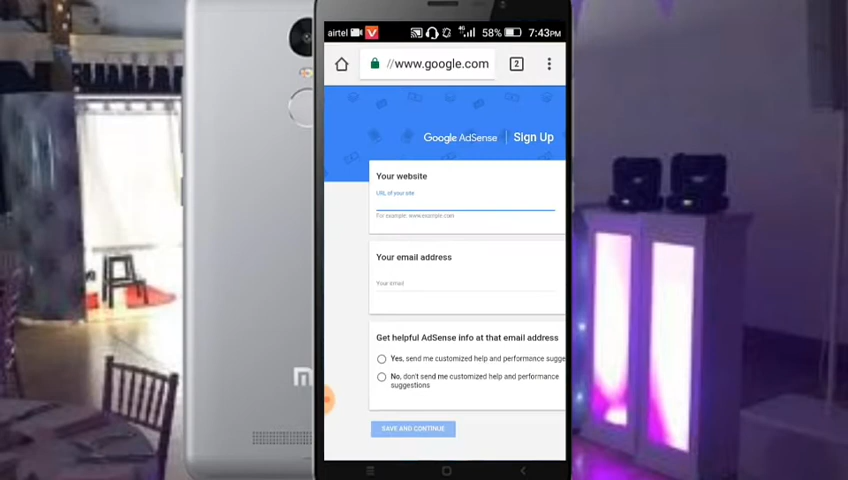 airtel
58%
7:43PM
//www.google.com
2
Google AdSense | Sign Up
Your website
URL of your site
For example: www.example.com
Your email address
Your email
Get helpful AdSense info at that email address
Yes, send me customized help and performance sugge
No, don't send me customized help and performance
suggestions
SAVE AND CONTINUE